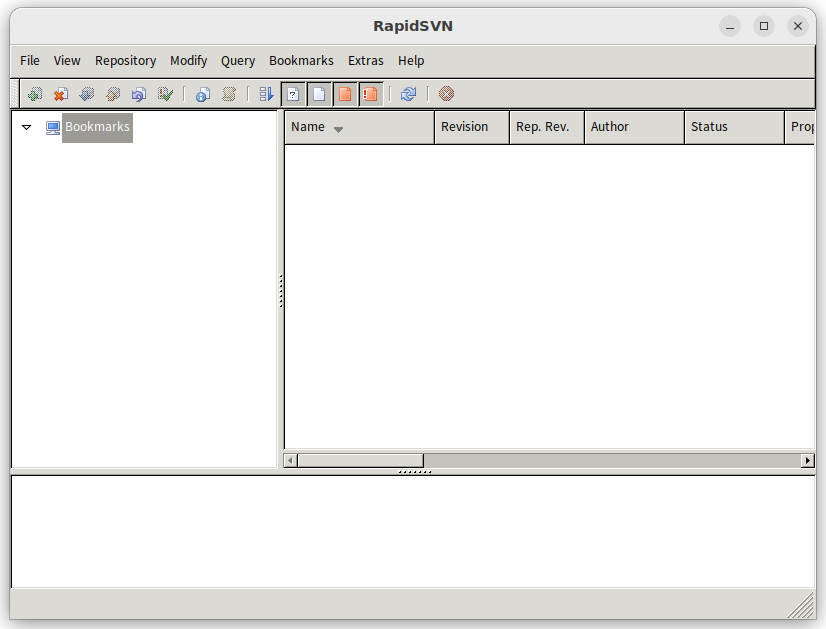 RapidSVN
File View Repository Modify Query Bookmarks Extras Help
Bookmarks
Name Revision Rep. Rev. Author Status Prop